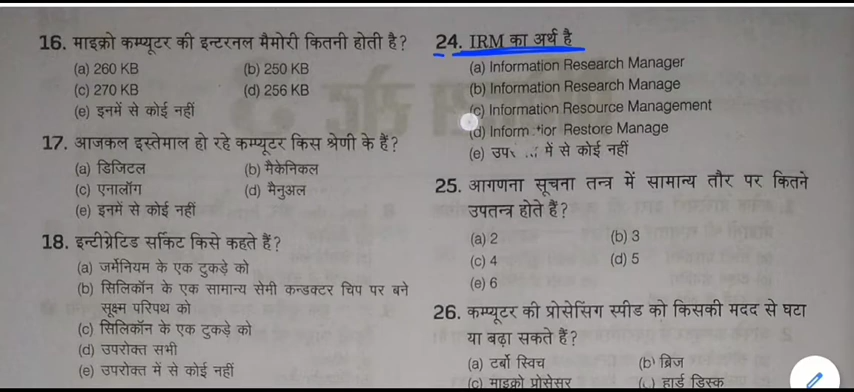 16. माइक्रो कम्प्यूटर की इन्टरनल मैमोरी कितनी होती है?
(a) 260 KB (b) 250 KB
(c) 270 KB (d) 256 KB
(e) इनमें से कोई नहीं
17. आजकल इस्तेमाल हो रहे कम्प्यूटर किस श्रेणी के हैं?
(a) डिजिटल (b) मैकेनिकल
(c) एनालॉग (d) मैनुअल
(e) इनमें से कोई नहीं
18. इन्टीग्रेटिड सर्किट किसे कहते हैं?
(a) जर्मेनियम के एक टुकड़े को
(b) सिलिकॉन के एक सामान्य सेमी कन्डक्टर चिप पर बने
सूक्ष्म परिपथ को
(c) सिलिकॉन के एक टुकड़े को
(d) उपरोक्त सभी
(e) उपरोक्त में से कोई नहीं
24. IRM का अर्थ है
(a) Information Research Manager
(b) Information Research Manage
(c) Information Resource Management
(d) Restore Manage
(e) में से कोई नहीं
25. आगणना सूचना तन्त्र में सामान्य तौर पर कितने
उपतन्त्र होते हैं?
(a) 2 (b) 3
(c) 4 (d) 5
(e) 6
26. कम्प्यूटर की प्रोसेसिंग स्पीड को किसकी मदद से घटा
या बढ़ा सकते हैं?
(a) टर्बो स्विच (b) ब्रिज
(c) माइक्रो प्रोसेसर हार्ड डिस्क